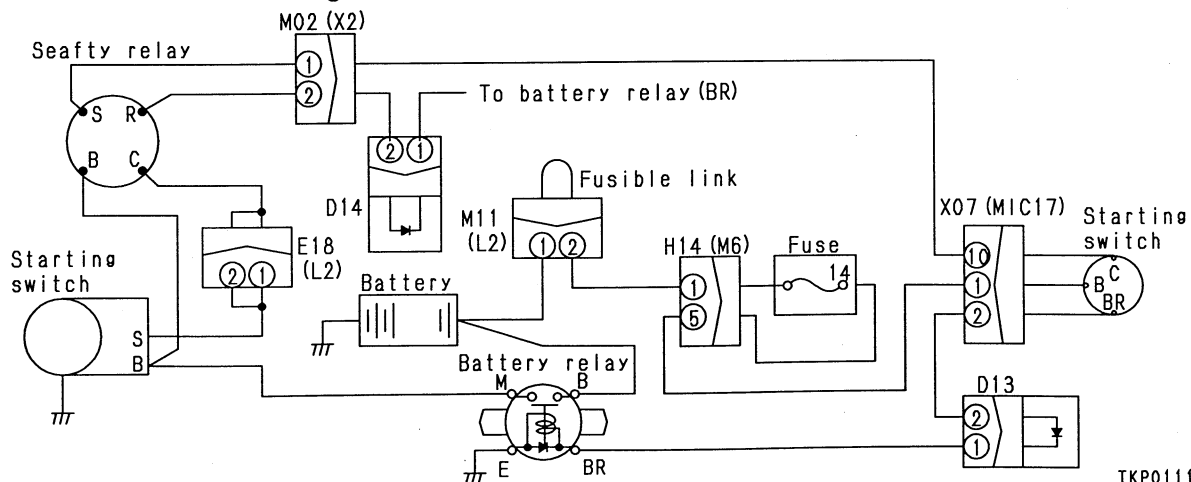 M02 (X2)
Seafty relay
1
2
S R
B C
To battery relay (BR)
2 1
D14
Fusible link
M11
(L2)
1 2
E18
(L2)
2 1
Starting
switch
S
B
Battery
H14 (M6)
1
5
Fuse
14
X07 (MIC17)
10
1
2
Starting
switch
C
B
BR
Battery relay
M B
E BR
D13
2
1
TKP0111